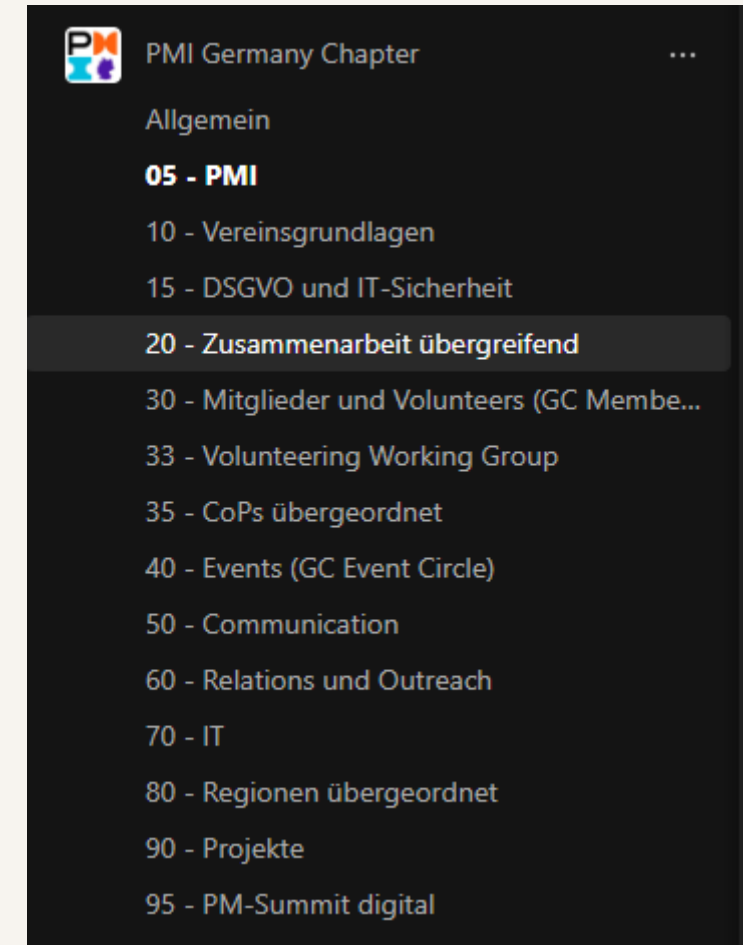 PMI Germany Chapter ...
Allgemein
05 - PMI
10 - Vereinsgrundlagen
15 - DSGVO und IT-Sicherheit
20 - Zusammenarbeit übergreifend
30 - Mitglieder und Volunteers (GC Membe...
33 - Volunteering Working Group
35 - CoPs übergeordnet
40 - Events (GC Event Circle)
50 - Communication
60 - Relations und Outreach
70 - IT
80 - Regionen übergeordnet
90 - Projekte
95 - PM-Summit digital